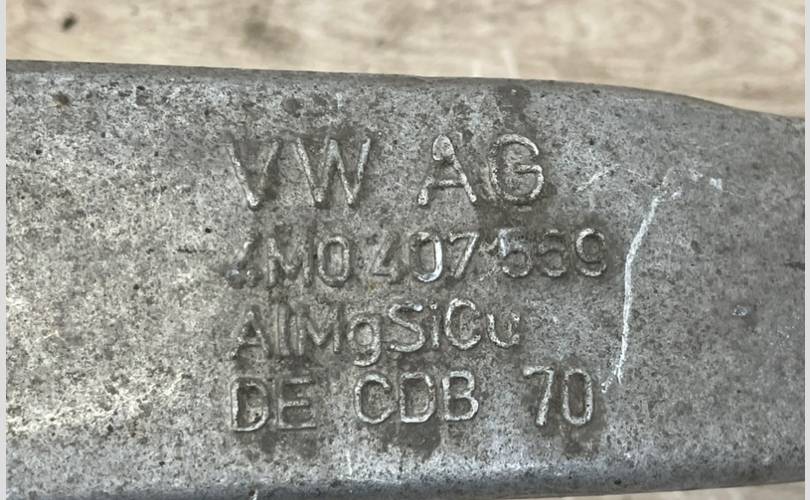 VW AG
4M0.407.559
AlMgSiCu
DE CDB 70